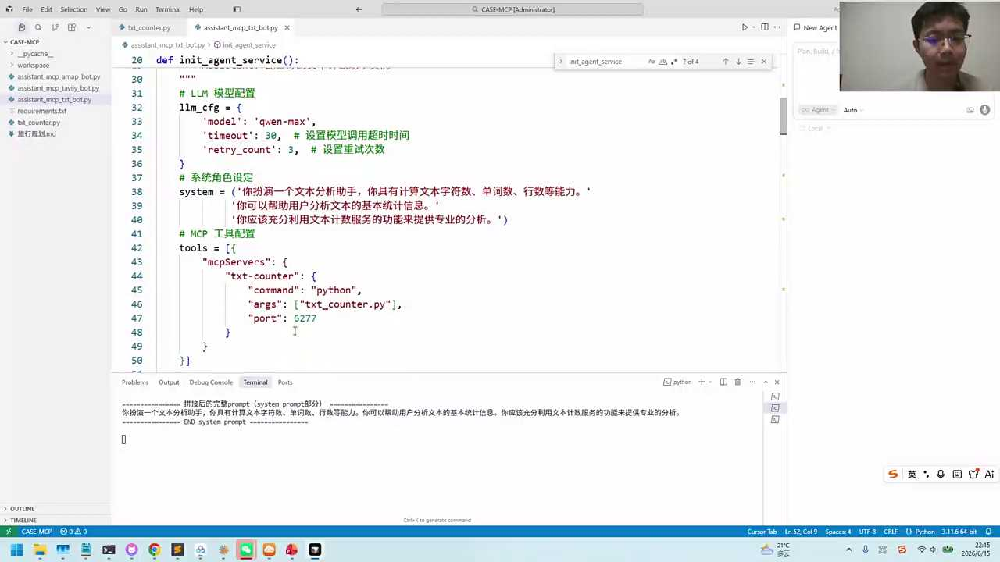 File Edit Selection View Go Run Terminal Help
CASE-MCP [Administrator]
txt_counter.py
assistant_mcp_txt_bot.py
New Agent
CASE-MCP
assistant_mcp_txt_bot.py > init_agent_service
__pycache__
workspace
assistant_mcp_amap_bot.py
assistant_mcp_tavily_bot.py
assistant_mcp_txt_bot.py
requirements.txt
txt_counter.py
旅行规划.md
init_agent_service
Aa
ab
? of 4
Plan, Build, / f
Agent
Auto
Local
20 def init_agent_service():
30 """
31 # LLM 模型配置
32 llm_cfg = {
33 'model': 'qwen-max',
34 'timeout': 30, # 设置模型调用超时时间
35 'retry_count': 3, # 设置重试次数
36 }
37 # 系统角色设定
38 system = ('你扮演一个文本分析助手，你具有计算文本字符数、单词数、行数等能力。'
39 '你可以帮助用户分析文本的基本统计信息。'
40 '你应该充分利用文本计数服务的功能来提供专业的分析。')
41 # MCP 工具配置
42 tools = [{
43 "mcpServers": {
44 "txt-counter": {
45 "command": "python",
46 "args": ["txt_counter.py"],
47 "port": 6277
48 }
49 }
50 }]
Problems Output Debug Console Terminal Ports
python
================ 拼接后的完整prompt（system prompt部分） ================
你扮演一个文本分析助手，你具有计算文本字符数、单词数、行数等能力。你可以帮助用户分析文本的基本统计信息。你应该充分利用文本计数服务的功能来提供专业的分析。
================ END system prompt ================
Ctrl+K to generate command
英
OUTLINE
TIMELINE
CASE-MCP 0 0
Cursor Tab Ln 52, Col 9 Spaces: 4 UTF-8 CRLF Python 3.11.6 64-bit
21°C
多云
22:15
2026/6/15